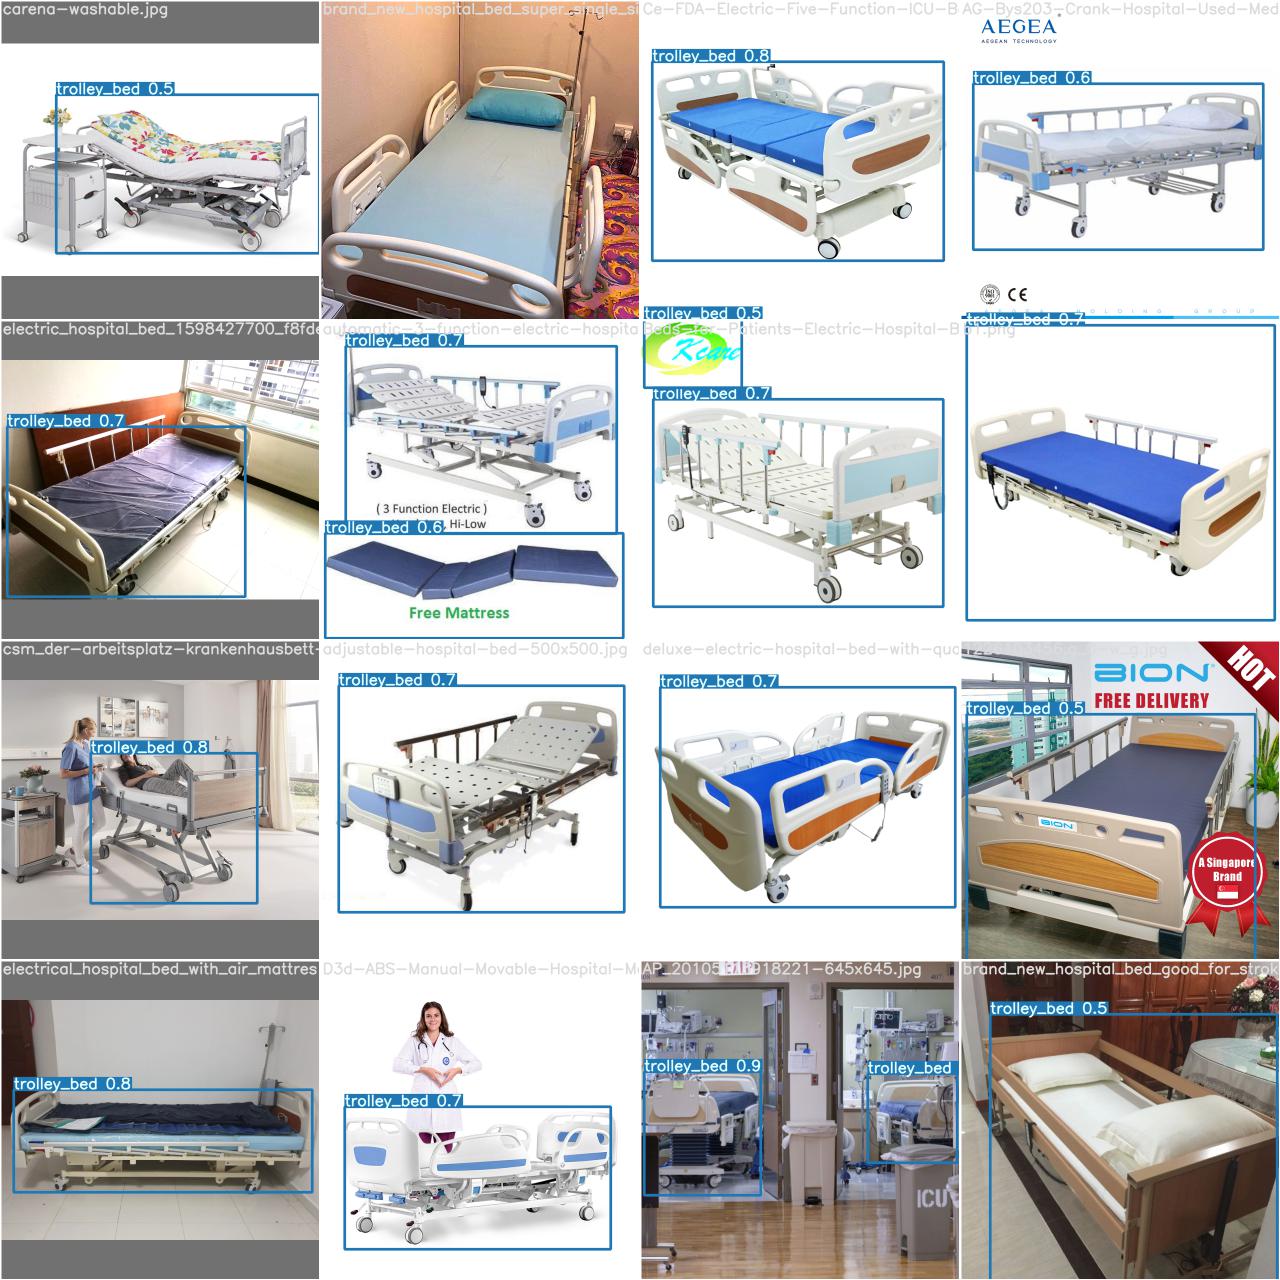 carena-washable.jpg
trolley_bed 0.5
brand_new_hospital_bed_super_single_si
Ce-FDA-Electric-Five-Function-ICU-B
trolley_bed 0.8
AG-Bys203-Crank-Hospital-Used-Med
AEGEA
AEGEAN TECHNOLOGY
trolley_bed 0.6
CE
HOLDING GROUP
electric_hospital_bed_1598427700_f8fde
trolley_bed 0.7
automatic-3-function-electric-hospita
trolley_bed 0.7
( 3 Function Electric )
Hi-Low
trolley_bed 0.6
Free Mattress
trolley_bed 0.5
Beds-for-Patients-Electric-Hospital-B
Kcare
trolley_bed 0.7
trolley_bed 0.7
csm_der-arbeitsplatz-krankenhausbett-
trolley_bed 0.8
adjustable-hospital-bed-500x500.jpg
trolley_bed 0.7
deluxe-electric-hospital-bed-with-qua
trolley_bed 0.7
BION
FREE DELIVERY
HOT
trolley_bed 0.5
BION
A Singapore
Brand
electrical_hospital_bed_with_air_mattres
trolley_bed 0.8
D3d-ABS-Manual-Movable-Hospital-M
trolley_bed 0.7
trolley_bed 0.9
trolley_bed
ICU
brand_new_hospital_bed_good_for_strok
trolley_bed 0.5